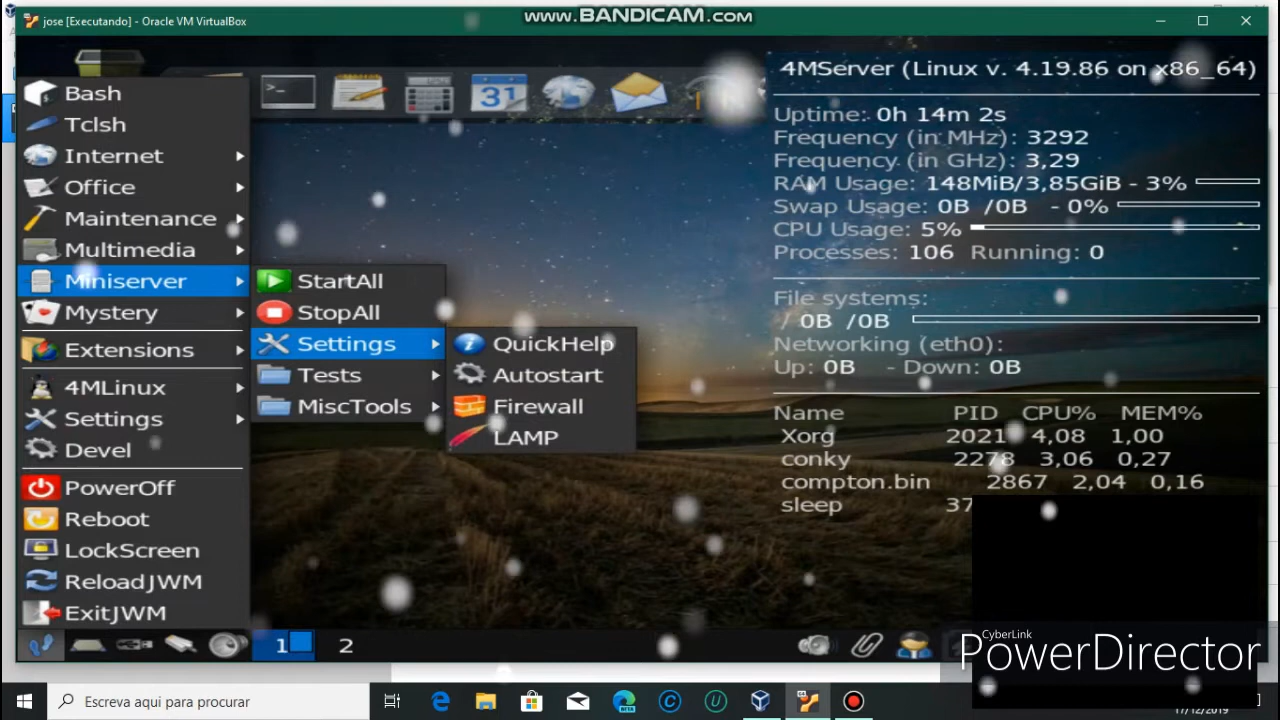 jose [Executando] - Oracle VM VirtualBox
www.BANDICAM.com
4MServer (Linux v. 4.19.86 on x86_64)
Uptime: 0h 14m 2s
Frequency (in MHz): 3292
Frequency (in GHz): 3,29
RAM Usage: 148MiB/3,85GiB - 3%
Swap Usage: 0B /0B - 0%
CPU Usage: 5%
Processes: 106 Running: 0
File systems:
/ 0B /0B
Networking (eth0):
Up: 0B - Down: 0B
Name PID CPU% MEM%
Xorg 2021 4,08 1,00
conky 2278 3,06 0,27
compton.bin 2867 2,04 0,16
sleep
31
Bash
Tclsh
Internet
Office
Maintenance
Multimedia
Miniserver
Mystery
Extensions
4MLinux
Settings
Devel
PowerOff
Reboot
LockScreen
ReloadJWM
ExitJWM
StartAll
StopAll
Settings
Tests
MiscTools
QuickHelp
Autostart
Firewall
LAMP
1 2
CyberLink
PowerDirector
Escreva aqui para procurar
17/12/2019